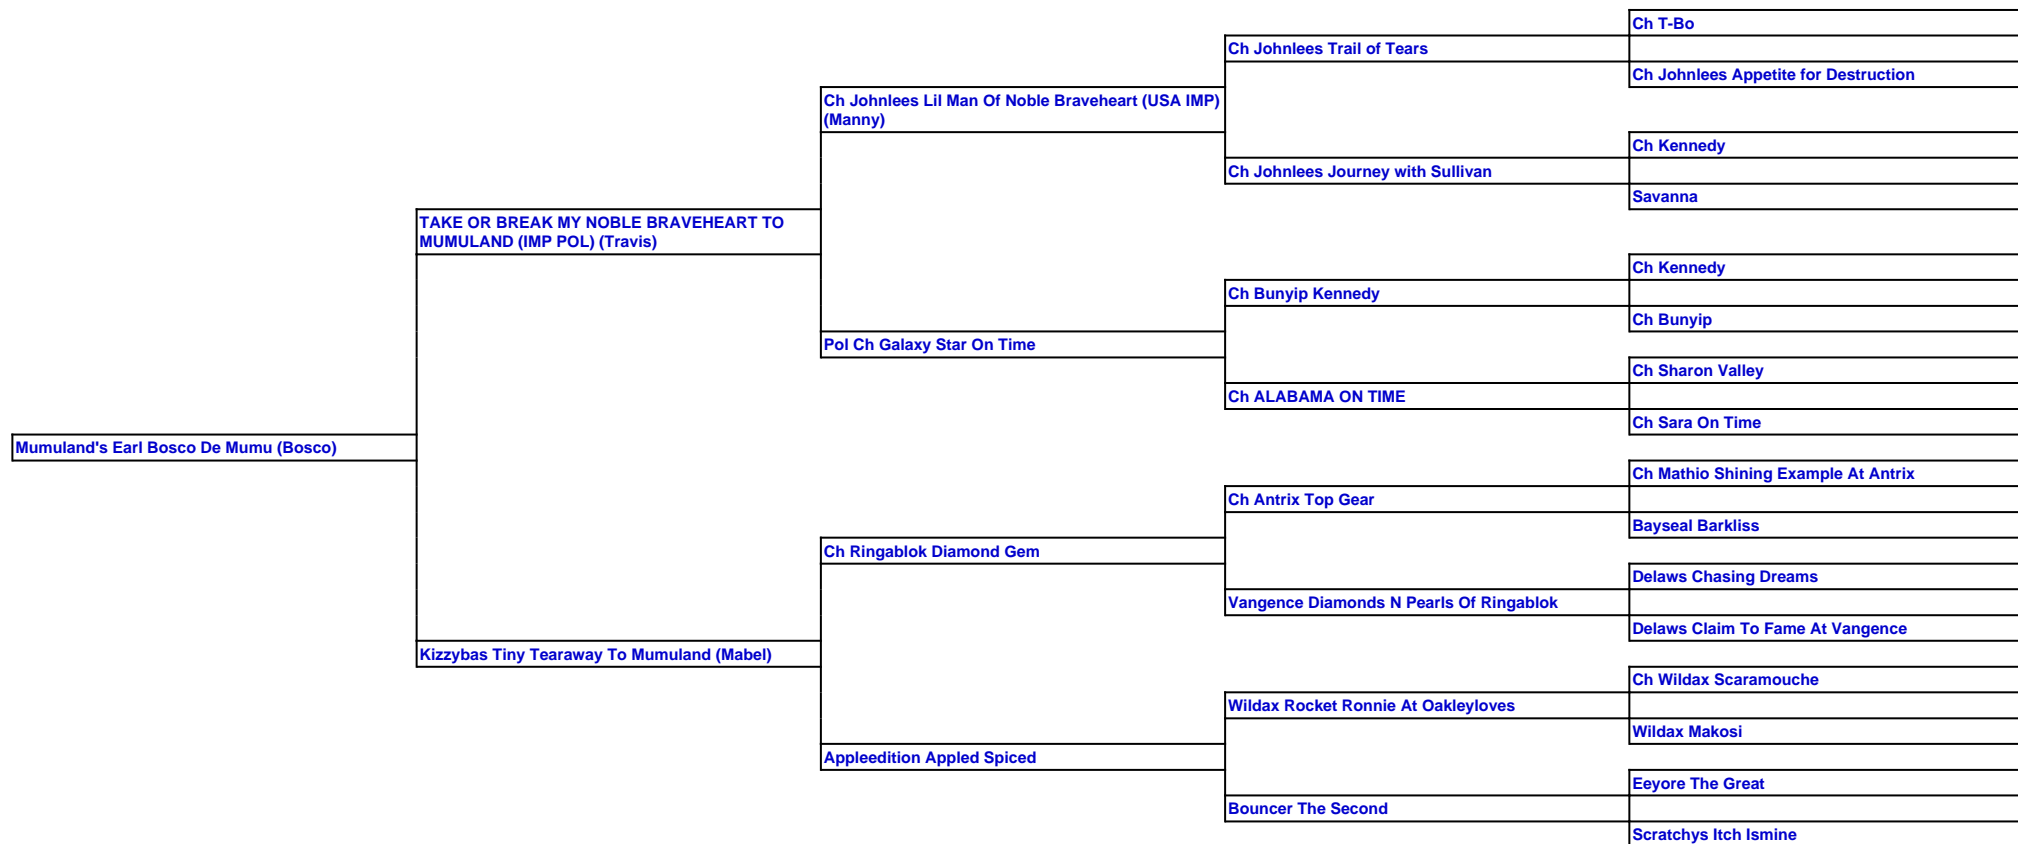 Ch T-Bo
Ch Johnlees Trail of Tears
Ch Johnlees Appetite for Destruction
Ch Johnlees Lil Man Of Noble Braveheart (USA IMP)
(Manny)
Ch Kennedy
Ch Johnlees Journey with Sullivan
Savanna
TAKE OR BREAK MY NOBLE BRAVEHEART TO
MUMULAND (IMP POL) (Travis)
Ch Kennedy
Ch Bunyip Kennedy
Ch Bunyip
Pol Ch Galaxy Star On Time
Ch Sharon Valley
Ch ALABAMA ON TIME
Ch Sara On Time
Mumuland's Earl Bosco De Mumu (Bosco)
Ch Mathio Shining Example At Antrix
Ch Antrix Top Gear
Bayseal Barkliss
Ch Ringablok Diamond Gem
Delaws Chasing Dreams
Vangence Diamonds N Pearls Of Ringablok
Delaws Claim To Fame At Vangence
Kizzybas Tiny Tearaway To Mumuland (Mabel)
Ch Wildax Scaramouche
Wildax Rocket Ronnie At Oakleyloves
Wildax Makosi
Appleedition Appled Spiced
Eeyore The Great
Bouncer The Second
Scratchys Itch Ismine